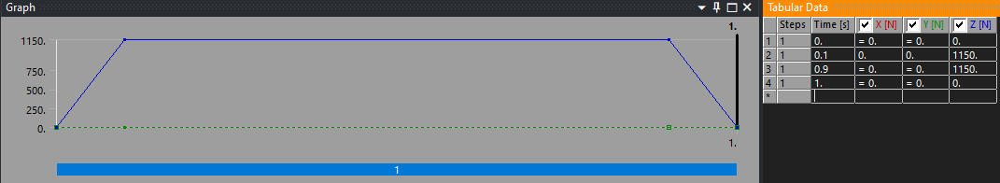 Graph
1.
1150.
750.
500.
250.
0.
1.
1
Tabular Data
Steps Time [s] X [N] Y [N] Z [N]
1 1 0. = 0. = 0. 0.
2 1 0.1 0. 0. 1150.
3 1 0.9 = 0. = 0. 1150.
4 1 1. = 0. = 0. 0.
*